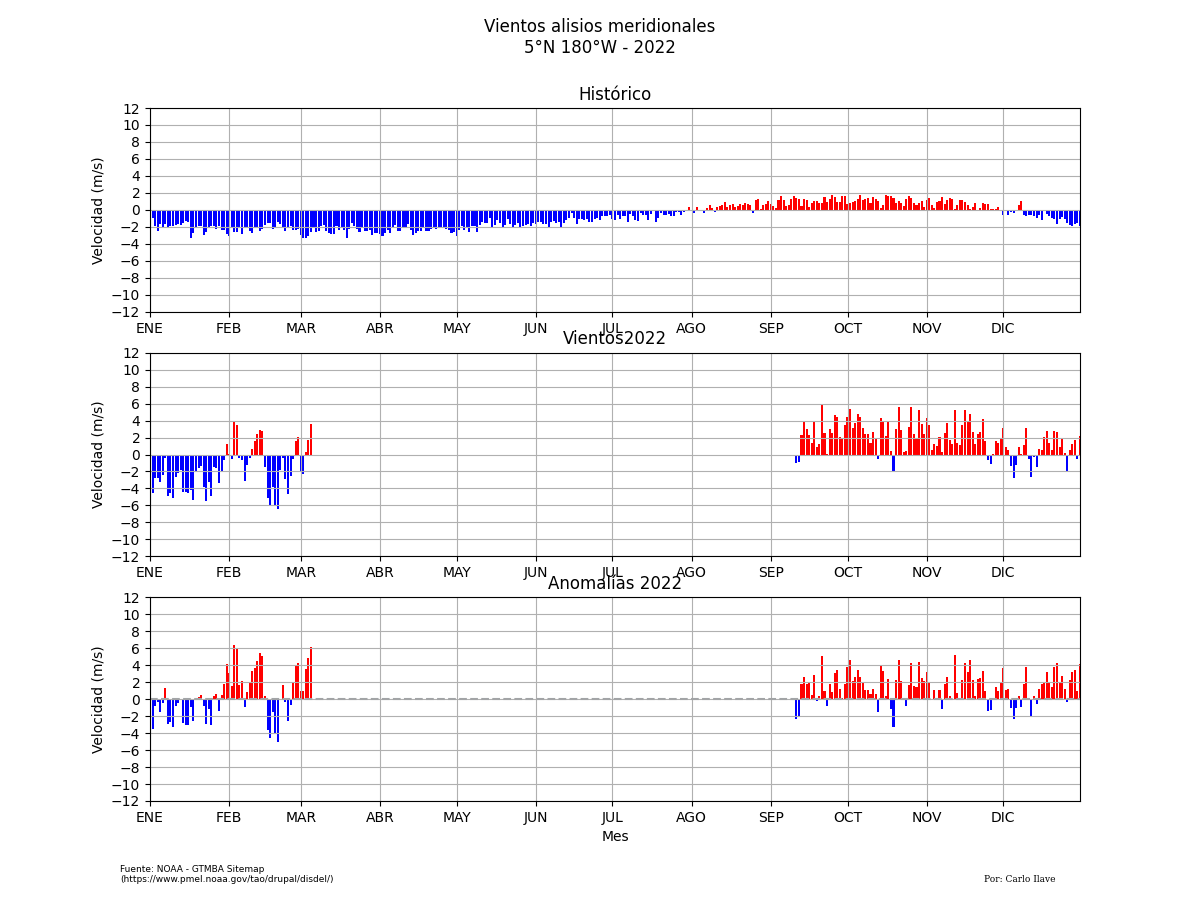 Vientos alisios meridionales
5°N 180°W - 2022
Histórico
12
10
8
6
4
2
0
−2
−4
−6
−8
−10
−12
Velocidad (m/s)
ENE FEB MAR ABR MAY JUN JUL AGO SEP OCT NOV DIC
Vientos2022
12
10
8
6
4
2
0
−2
−4
−6
−8
−10
−12
Velocidad (m/s)
ENE FEB MAR ABR MAY JUN JUL AGO SEP OCT NOV DIC
Anomalías 2022
12
10
8
6
4
2
0
−2
−4
−6
−8
−10
−12
Velocidad (m/s)
ENE FEB MAR ABR MAY JUN JUL AGO SEP OCT NOV DIC
Mes
Fuente: NOAA - GTMBA Sitemap
(https://www.pmel.noaa.gov/tao/drupal/disdel/)
Por: Carlo Ilave